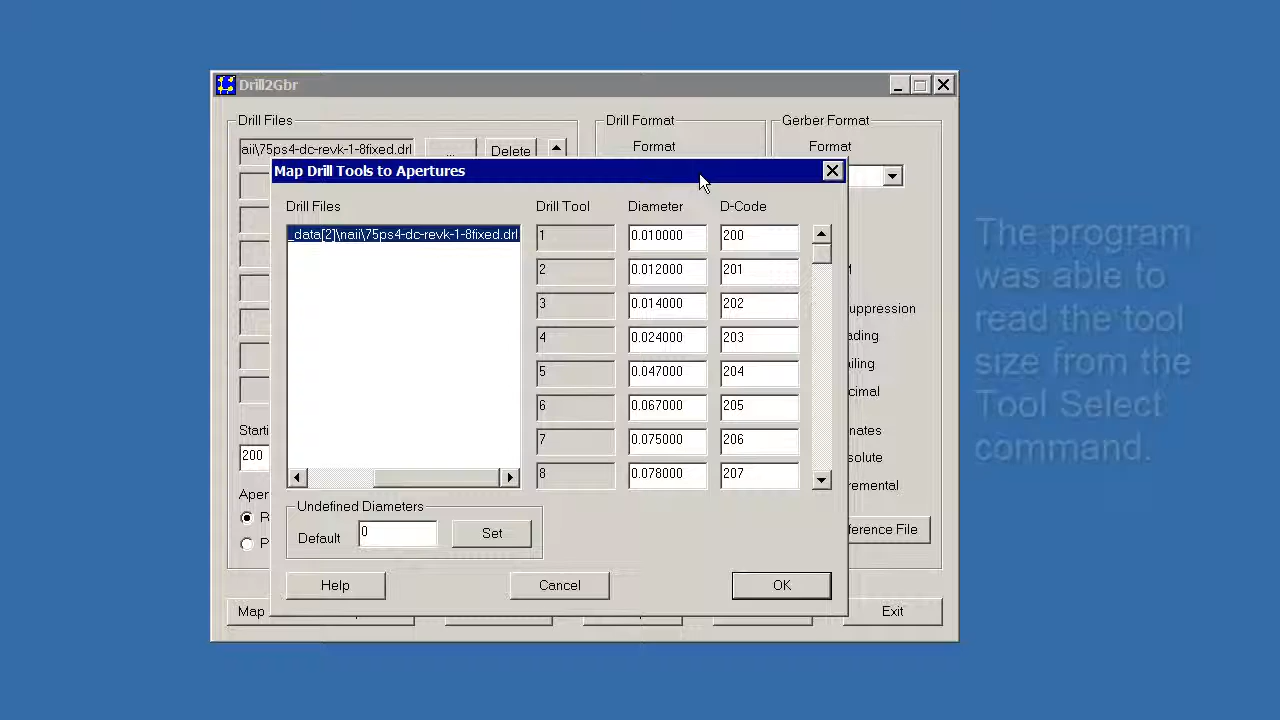 Drill2Gbr
Drill Files
Drill Format
Gerber Format
Format
Format
aii\75ps4-dc-revk-1-8fixed.drl
...
Delete
Map Drill Tools to Apertures
Drill Files
Drill Tool
Diameter
D-Code
_data[2]\naii\75ps4-dc-revk-1-8fixed.drl
1 0.010000 200
2 0.012000 201
3 0.014000 202
4 0.024000 203
5 0.047000 204
6 0.067000 205
7 0.075000 206
8 0.078000 207
uppression
ading
ailing
cimal
nates
solute
remental
ference File
Starti
200
Aper
R
P
Undefined Diameters
Default 0 Set
Help
Cancel
OK
Map
Exit
The program
was able to
read the tool
size from the
Tool Select
command.